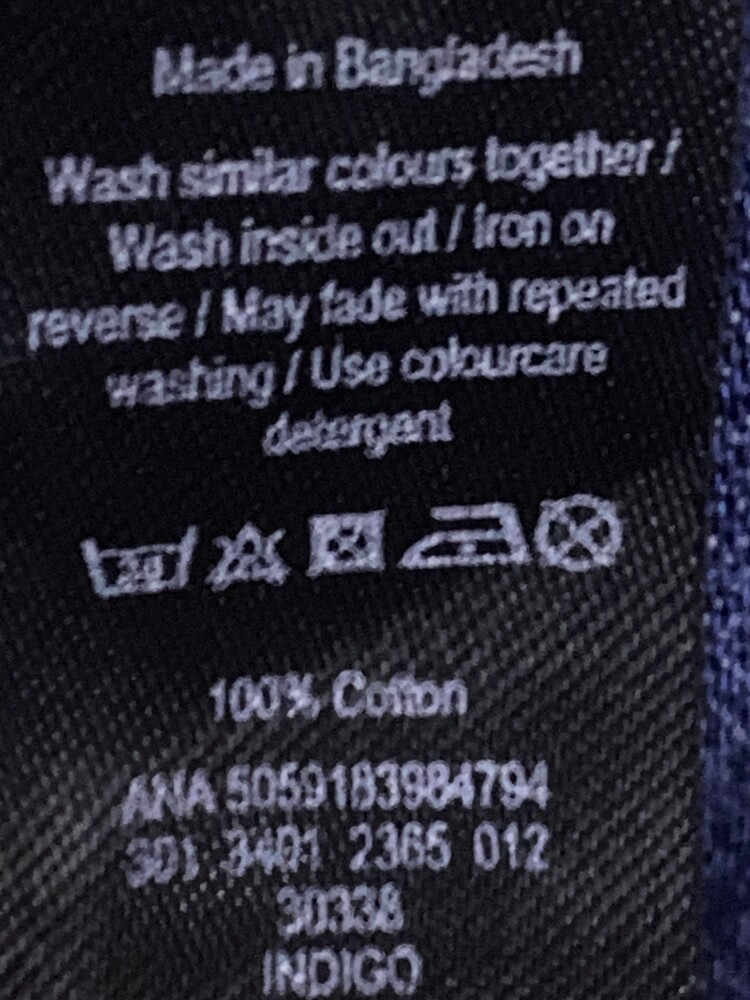 Made in Bangladesh
Wash similar colours together /
Wash inside out / Iron on
reverse / May fade with repeated
washing / Use colourcare
detergent
30
100% Cotton
ANA 5059183984794
301 3401 2365 012
30338
INDIGO